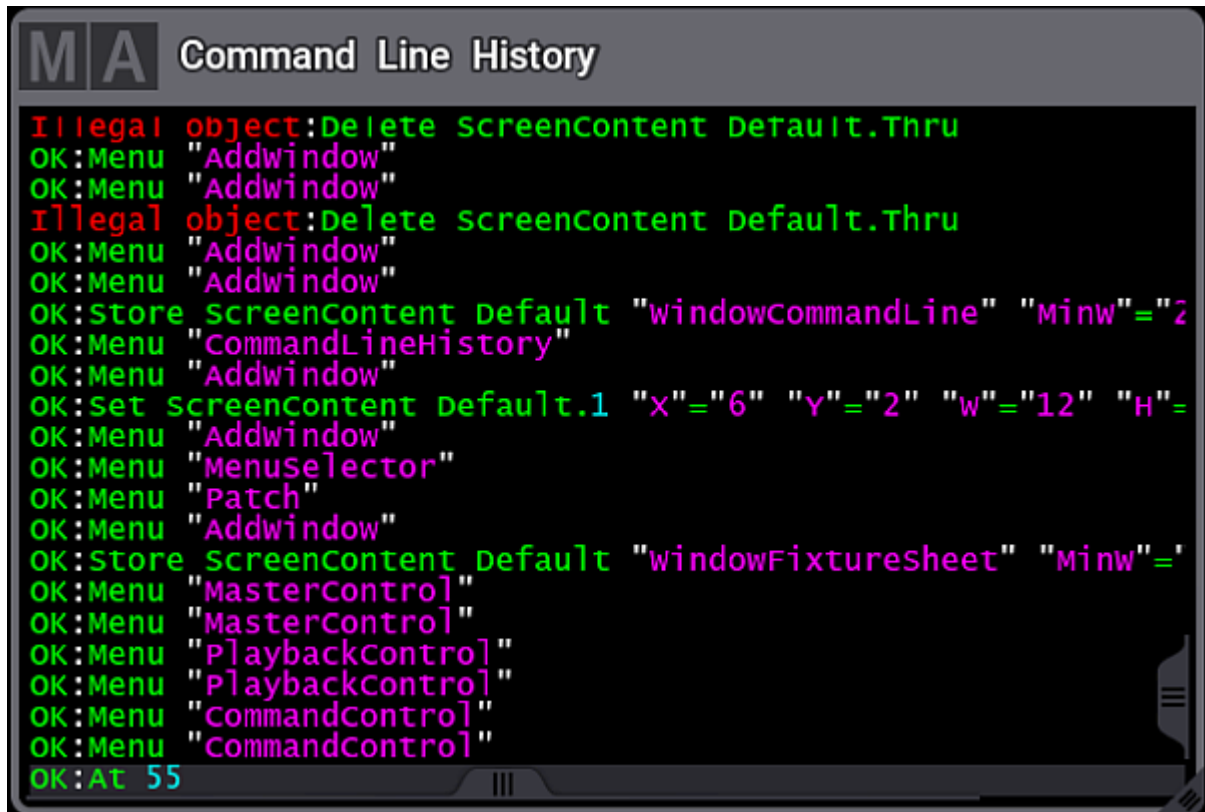 MA Command Line History
Illegal object:Delete ScreenContent Default.Thru
OK:Menu "AddWindow"
OK:Menu "AddWindow"
Illegal object:Delete ScreenContent Default.Thru
OK:Menu "AddWindow"
OK:Menu "AddWindow"
OK:Store ScreenContent Default "WindowCommandLine" "MinW"="2
OK:Menu "CommandLineHistory"
OK:Menu "AddWindow"
OK:Set ScreenContent Default.1 "X"="6" "Y"="2" "W"="12" "H"=
OK:Menu "AddWindow"
OK:Menu "MenuSelector"
OK:Menu "Patch"
OK:Menu "AddWindow"
OK:Store ScreenContent Default "WindowFixtureSheet" "MinW"="
OK:Menu "MasterControl"
OK:Menu "MasterControl"
OK:Menu "PlaybackControl"
OK:Menu "PlaybackControl"
OK:Menu "CommandControl"
OK:Menu "CommandControl"
OK:At 55